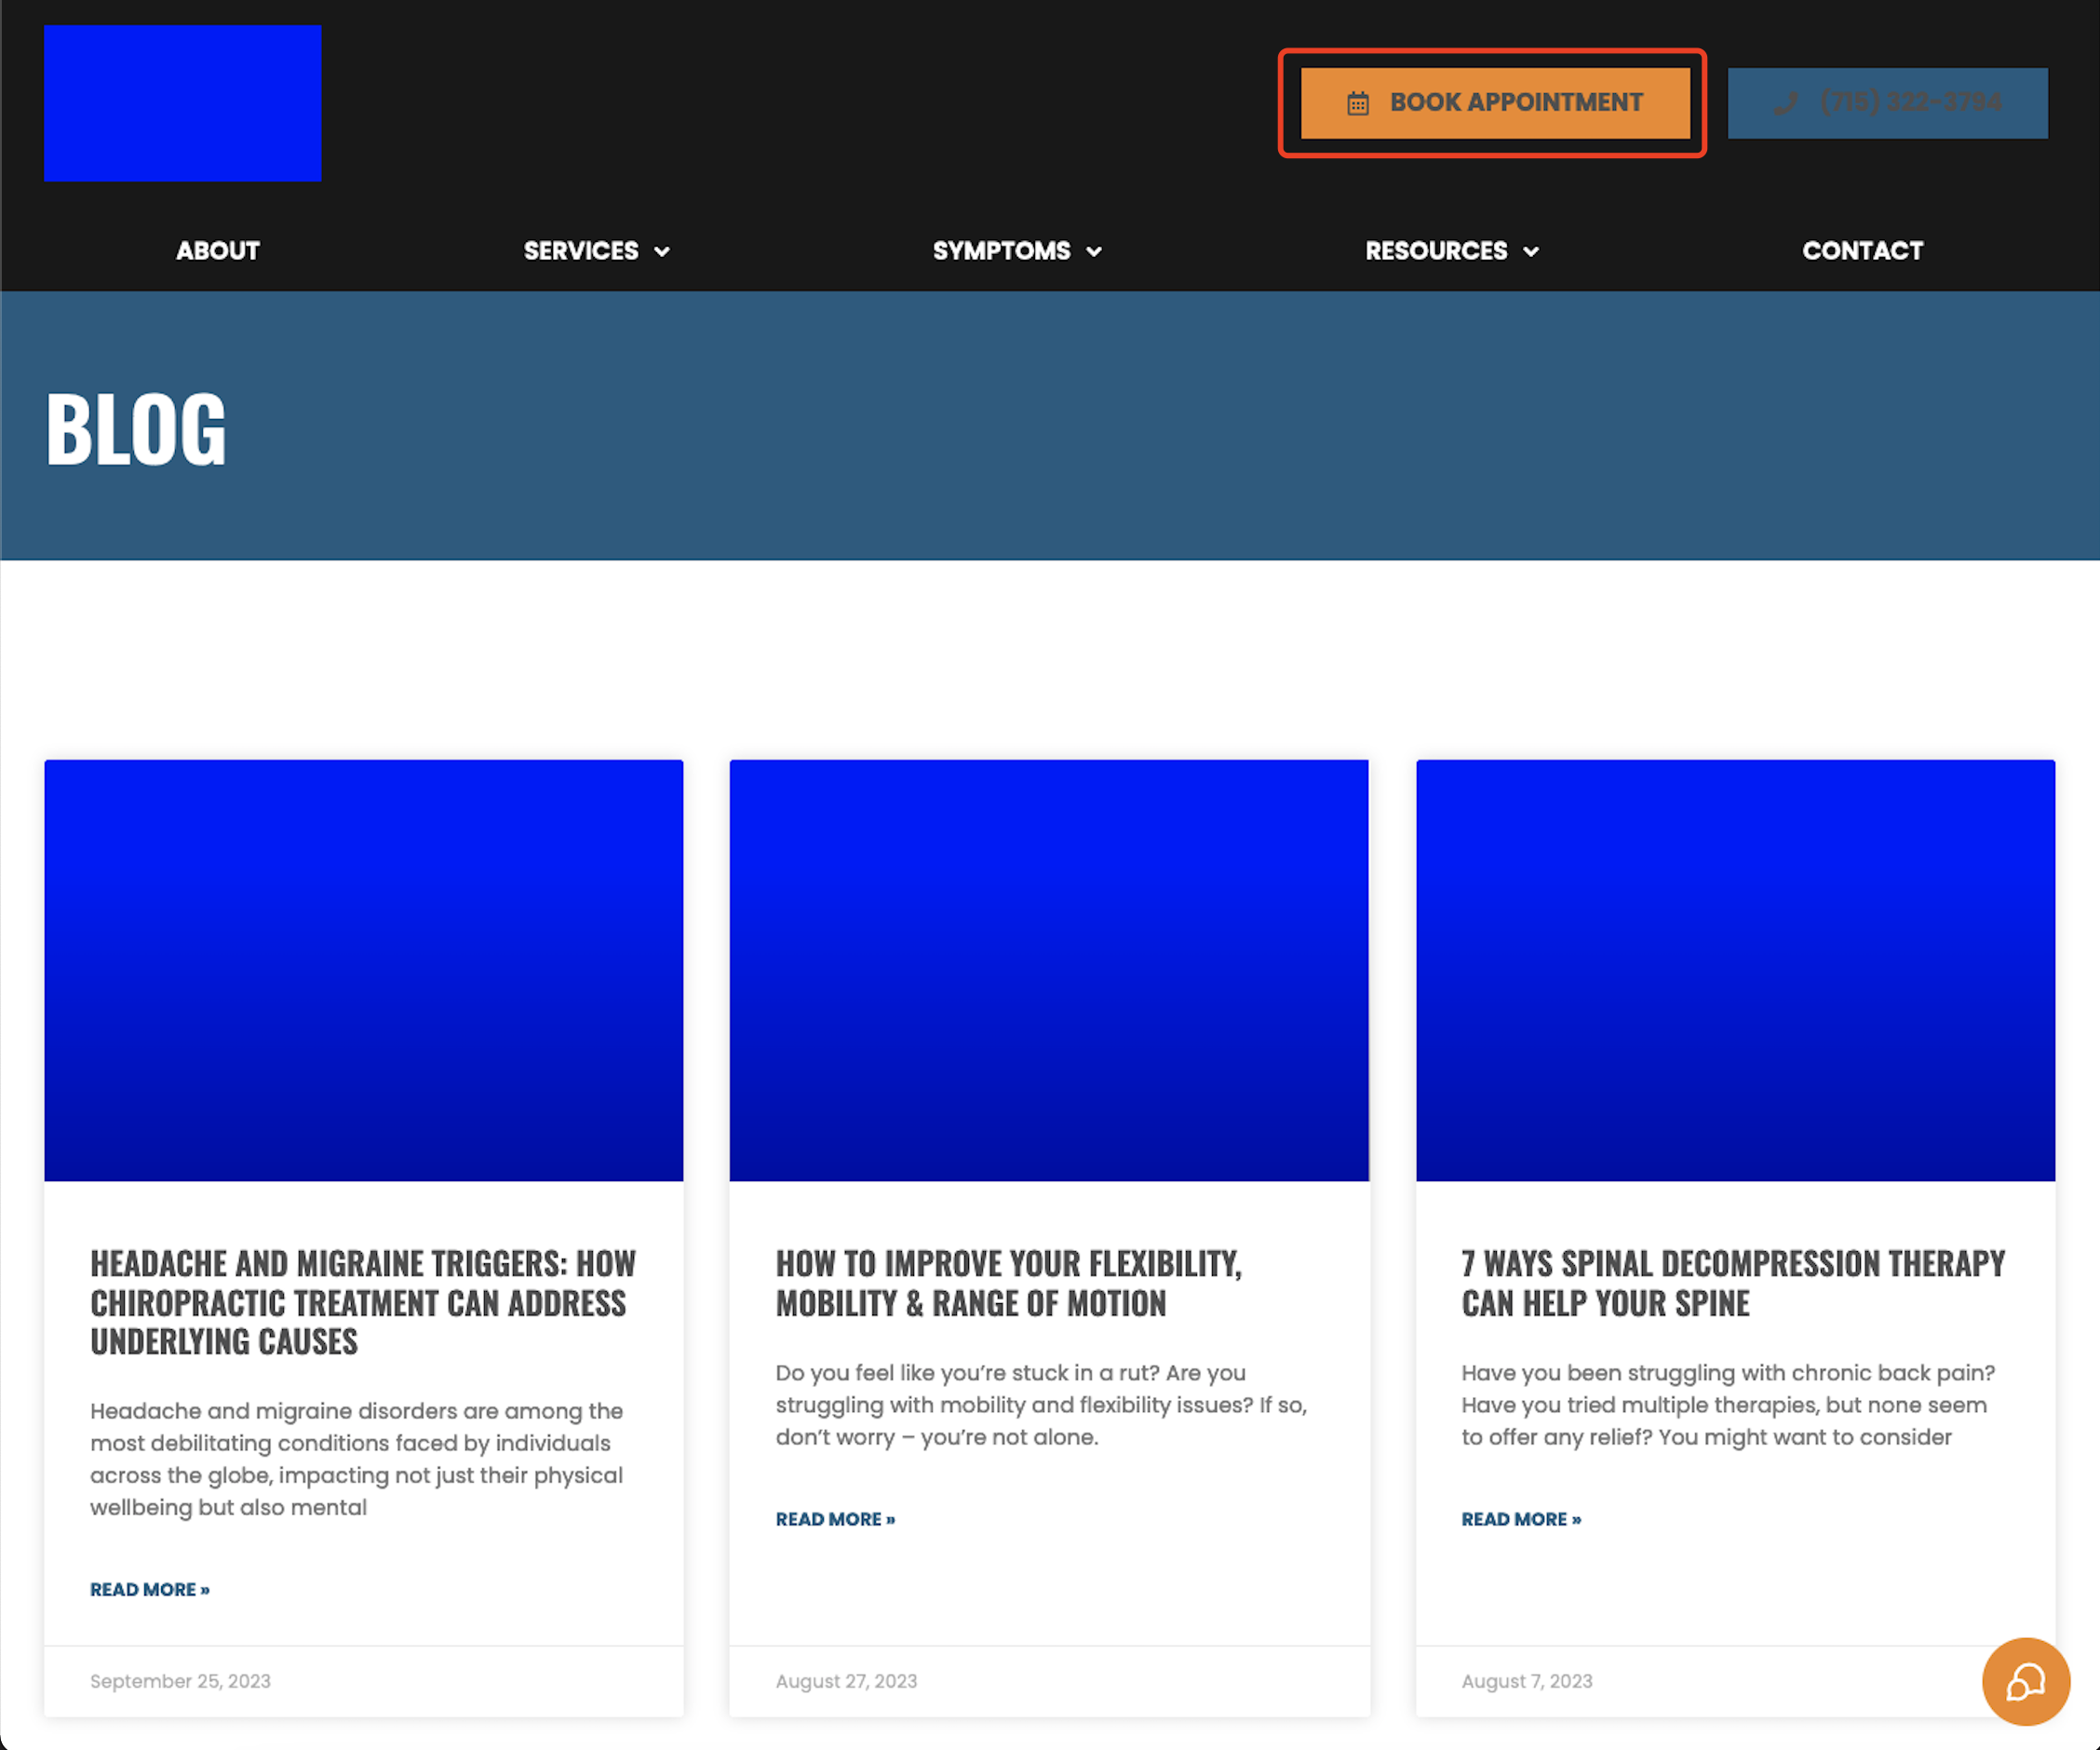 BOOK APPOINTMENT
(715) 322-3794
ABOUT
SERVICES
SYMPTOMS
RESOURCES
CONTACT
BLOG
HEADACHE AND MIGRAINE TRIGGERS: HOW
CHIROPRACTIC TREATMENT CAN ADDRESS
UNDERLYING CAUSES
Headache and migraine disorders are among the
most debilitating conditions faced by individuals
across the globe, impacting not just their physical
wellbeing but also mental
READ MORE »
September 25, 2023
HOW TO IMPROVE YOUR FLEXIBILITY,
MOBILITY & RANGE OF MOTION
Do you feel like you’re stuck in a rut? Are you
struggling with mobility and flexibility issues? If so,
don’t worry – you’re not alone.
READ MORE »
August 27, 2023
7 WAYS SPINAL DECOMPRESSION THERAPY
CAN HELP YOUR SPINE
Have you been struggling with chronic back pain?
Have you tried multiple therapies, but none seem
to offer any relief? You might want to consider
READ MORE »
August 7, 2023